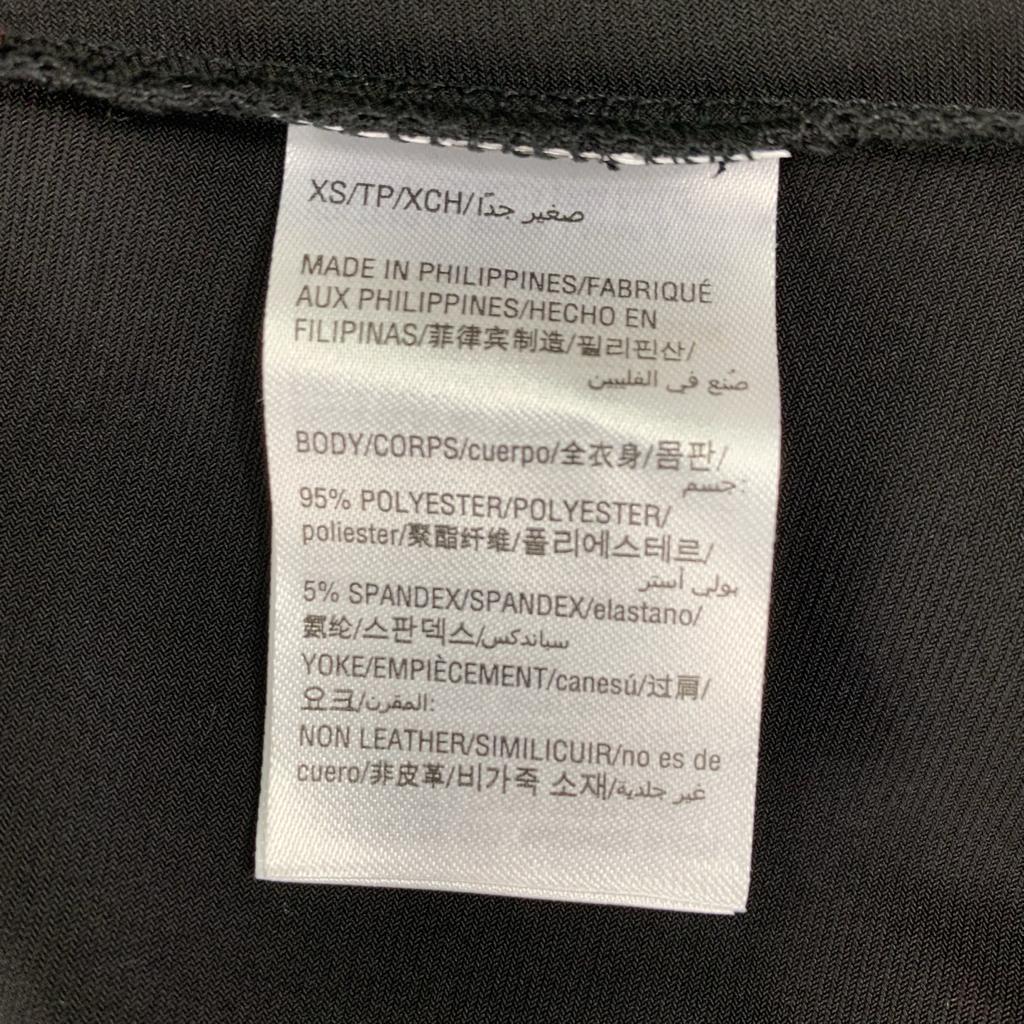 XS/TP/XCH/صغير جدًا
MADE IN PHILIPPINES/FABRIQUÉ
AUX PHILIPPINES/HECHO EN
FILIPINAS/菲律宾制造/필리핀산/
صُنع في الفليبين
BODY/CORPS/cuerpo/全衣身/몸판/
جسم:
95% POLYESTER/POLYESTER/
poliester/聚酯纤维/폴리에스테르/
بولي أستر
5% SPANDEX/SPANDEX/elastano/
氨纶/스판덱스/سباندكس
YOKE/EMPIÈCEMENT/canesú/过肩/
요크/المقرن:
NON LEATHER/SIMILICUIR/no es de
cuero/非皮革/비가죽 소재/غير جلدية